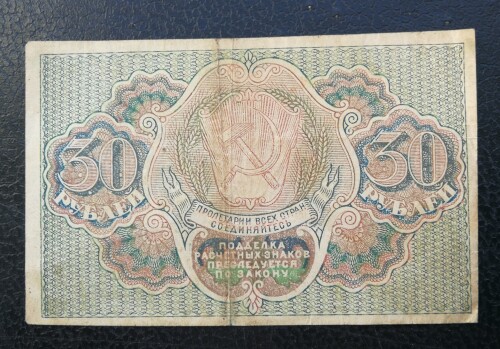 30
РУБЛЕЙ
30
РУБЛЕЙ
ПРОЛЕТАРИИ ВСЕХ СТРАН
СОЕДИНЯЙТЕСЬ
ПОДДЕЛКА
РАСЧЕТНЫХ ЗНАКОВ
ПРЕСЛЕДУЕТСЯ
ПО ЗАКОНУ